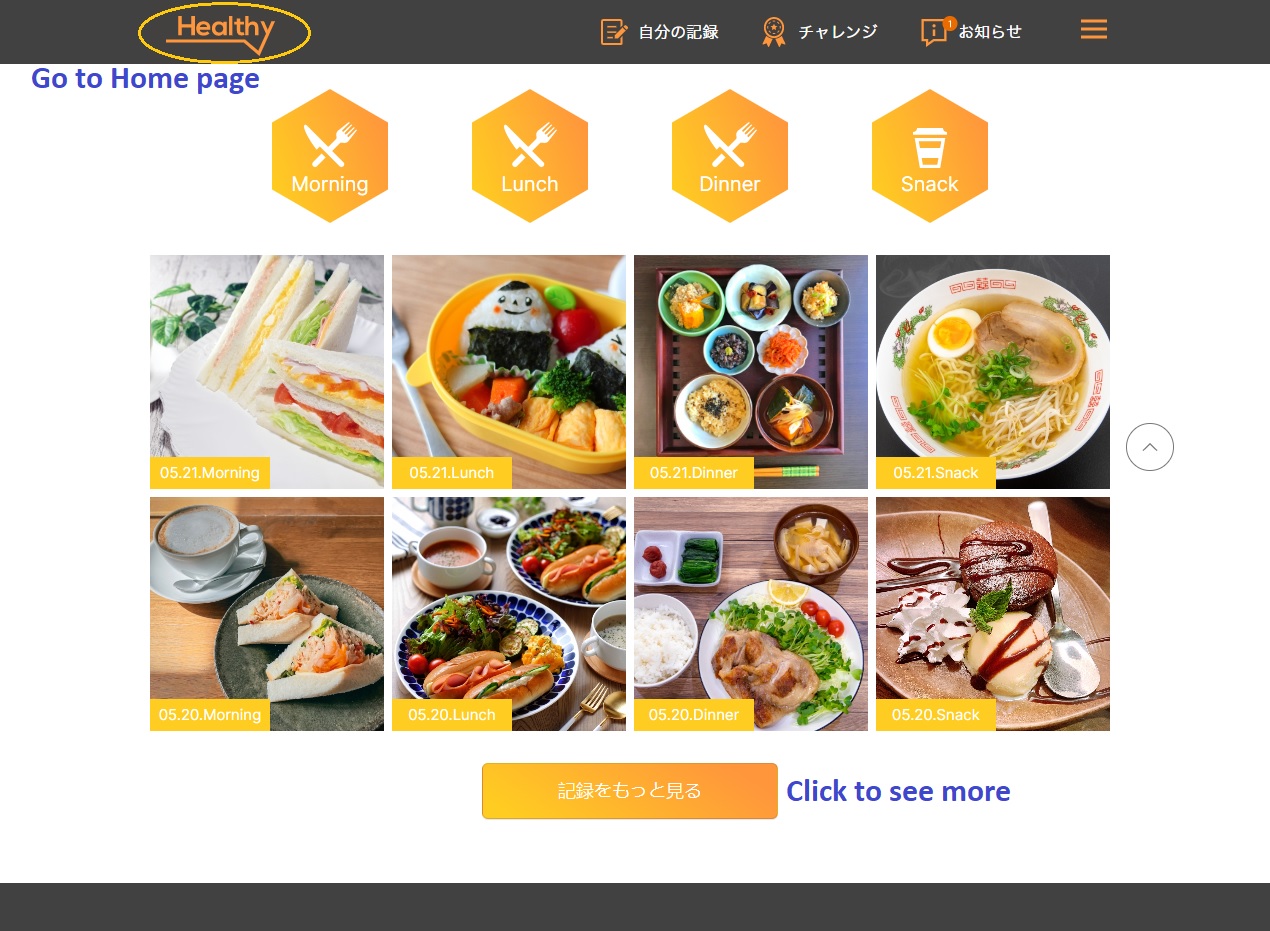 Healthy
自分の記録
チャレンジ
1
お知らせ
Go to Home page
Morning
Lunch
Dinner
Snack
05.21.Morning
05.21.Lunch
05.21.Dinner
05.21.Snack
05.20.Morning
05.20.Lunch
05.20.Dinner
05.20.Snack
記録をもっと見る
Click to see more